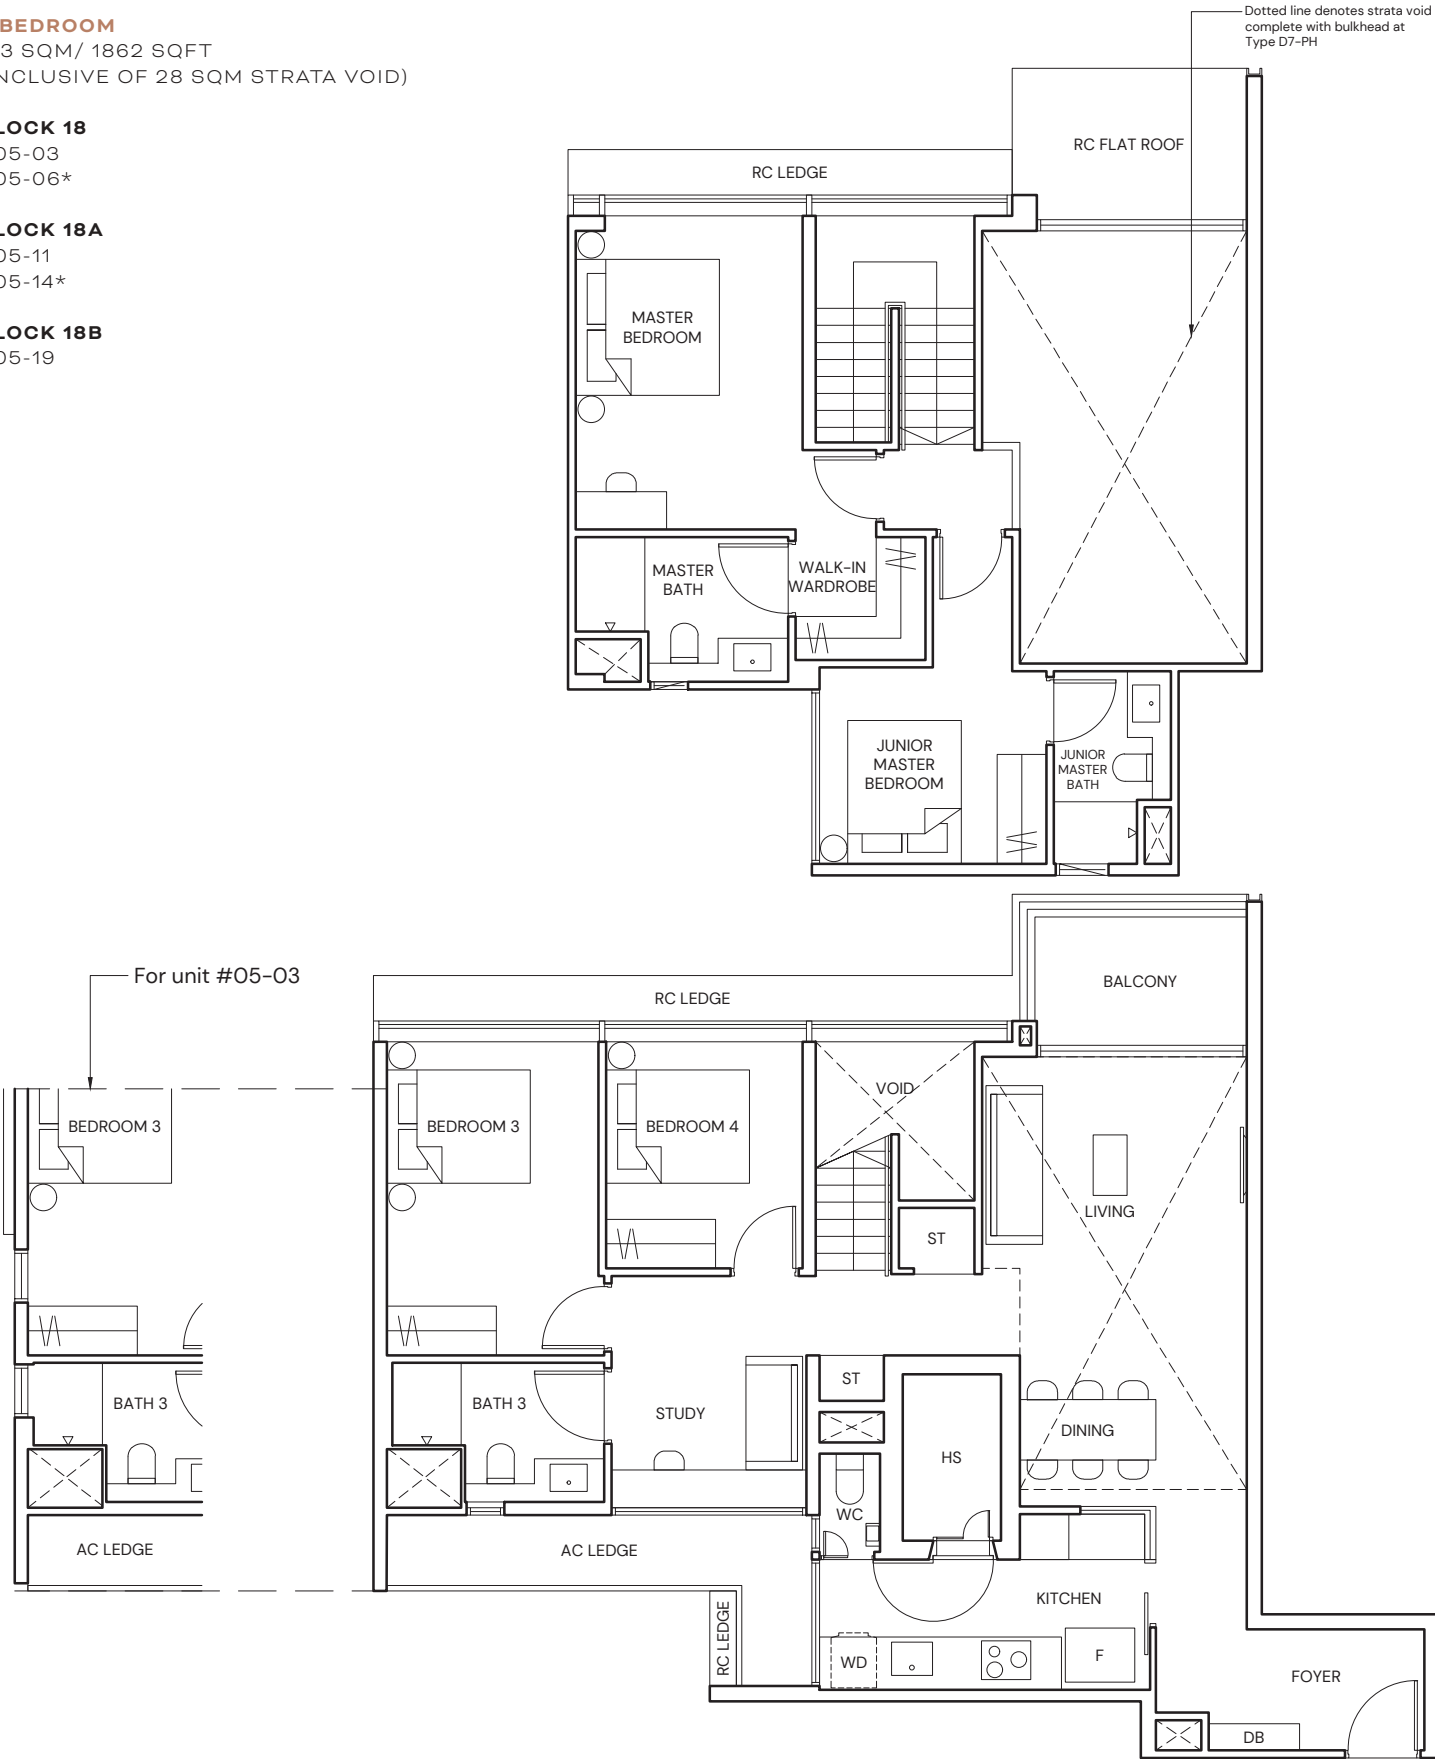 BEDROOM
3 SQM/ 1862 SQFT
NCLUSIVE OF 28 SQM STRATA VOID)
LOCK 18
05-03
05-06*
LOCK 18A
05-11
05-14*
LOCK 18B
05-19
Dotted line denotes strata void
complete with bulkhead at
Type D7-PH
RC FLAT ROOF
RC LEDGE
MASTER
BEDROOM
MASTER
BATH
WALK-IN
WARDROBE
JUNIOR
MASTER
BEDROOM
JUNIOR
MASTER
BATH
For unit #05-03
BALCONY
RC LEDGE
VOID
BEDROOM 3
BEDROOM 3
BEDROOM 4
LIVING
ST
ST
BATH 3
BATH 3
STUDY
DINING
HS
WC
AC LEDGE
AC LEDGE
KITCHEN
RC LEDGE
WD
F
FOYER
DB